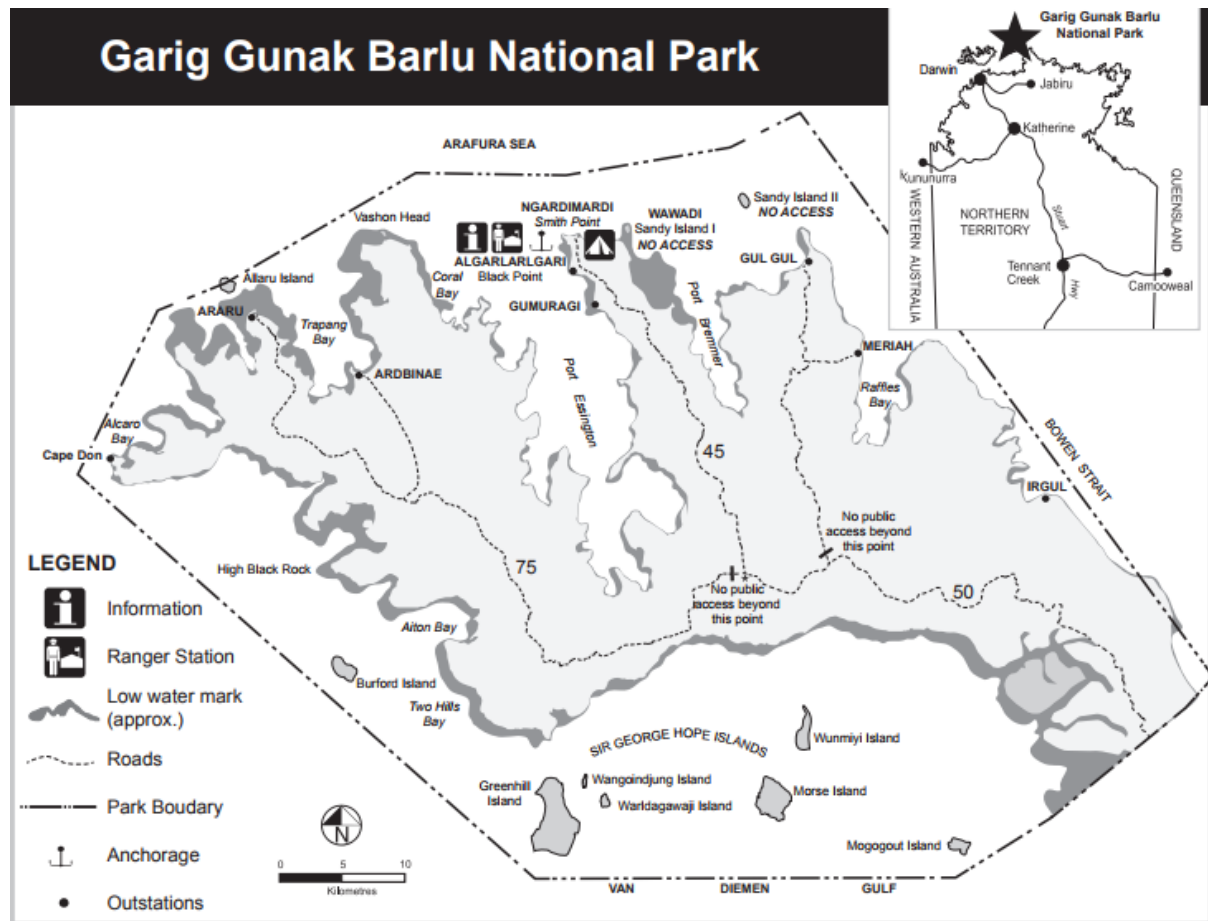 Garig Gunak Barlu National Park
Garig Gunak Barlu
National Park
Darwin
Jabiru
Katherine
Kununurra
WESTERN AUSTRALIA
NORTHERN
TERRITORY
QUEENSLAND
Stuart
Hwy
Tennant
Creek
Camooweal
ARAFURA SEA
Vashon Head
NGARDIMARDI
Smith Point
WAWADI
Sandy Island I
NO ACCESS
Sandy Island II
NO ACCESS
ALGARLARLGARI
Black Point
GUL GUL
Allaru Island
Coral
Bay
ARARU
GUMURAGI
Trapang
Bay
Port
Bremmer
MERIAH
ARDBINAE
Port
Essington
Raffles
Bay
Alcaro
Bay
Cape Don
45
BOWEN STRAIT
IRGUL
No public
access beyond
this point
High Black Rock
75
No public
access beyond
this point
50
Aiton Bay
Burford Island
Two Hills
Bay
SIR GEORGE HOPE ISLANDS
Wunmiyi Island
Greenhill
Island
Wangoindjung Island
Warldagawaji Island
Morse Island
Mogogout Island
VAN DIEMEN GULF
LEGEND
Information
Ranger Station
Low water mark
(approx.)
Roads
Park Boudary
Anchorage
Outstations
N
0 5 10
Kilometres